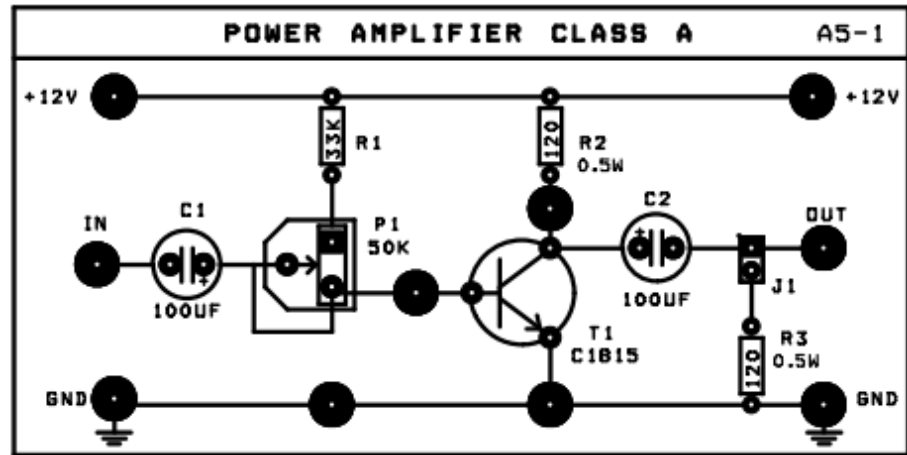 POWER AMPLIFIER CLASS A A5-1
+12V +12V
33K R1 120 R2
0.5W
C1 P1 C2 OUT
IN 50K
+ +
100UF 100UF J1
T1 R3
C1815 120 0.5W
GND GND